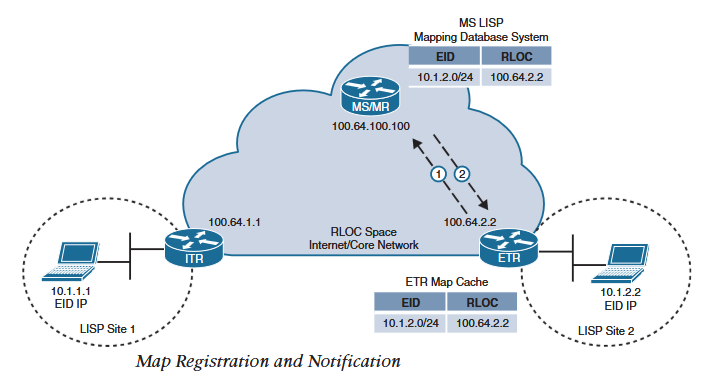 MS LISP
Mapping Database System
EID RLOC
10.1.2.0/24 100.64.2.2
MS/MR
100.64.100.100
1 2
100.64.1.1
100.64.2.2
RLOC Space
Internet/Core Network
ITR
ETR
10.1.1.1
EID IP
LISP Site 1
10.1.2.2
EID IP
LISP Site 2
ETR Map Cache
EID RLOC
10.1.2.0/24 100.64.2.2
Map Registration and Notification